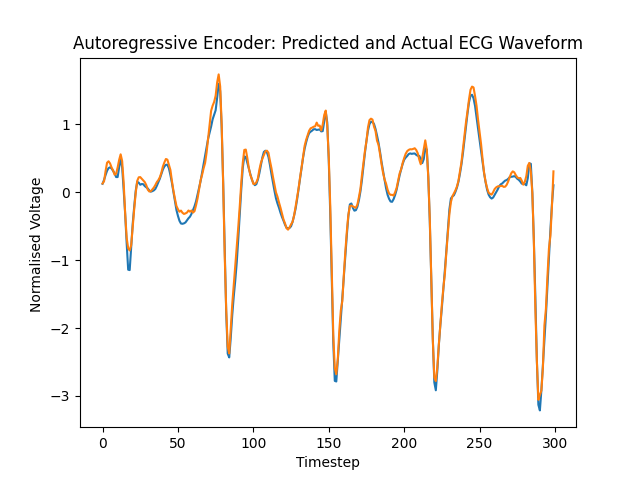 Autoregressive Encoder: Predicted and Actual ECG Waveform
1
0
−1
−2
−3
Normalised Voltage
0 50 100 150 200 250 300
Timestep